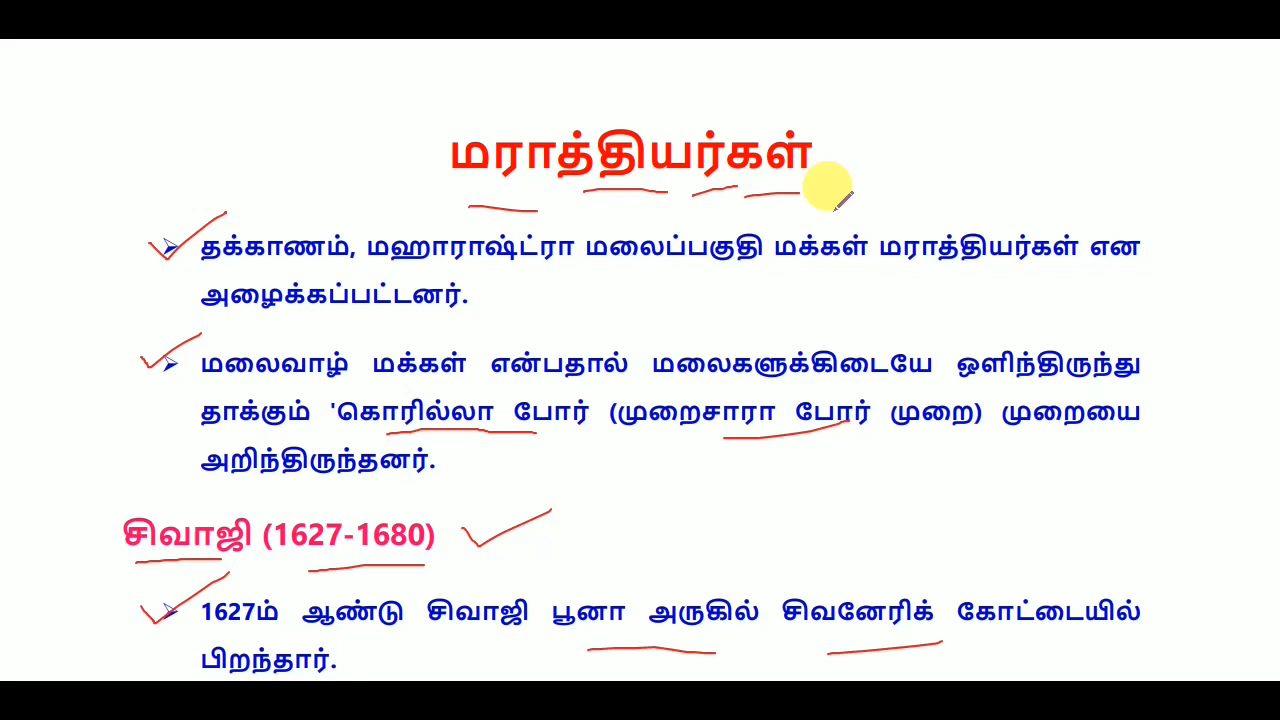 மராத்தியர்கள்
தக்காணம், மஹாராஷ்ட்ரா மலைப்பகுதி மக்கள் மராத்தியர்கள் என
அழைக்கப்பட்டனர்.
மலைவாழ் மக்கள் என்பதால் மலைகளுக்கிடையே ஒளிந்திருந்து
தாக்கும் 'கொரில்லா போர் (முறைசாரா போர் முறை) முறையை
அறிந்திருந்தனர்.
சிவாஜி (1627-1680)
1627ம் ஆண்டு சிவாஜி பூனா அருகில் சிவனேரிக் கோட்டையில்
பிறந்தார்.